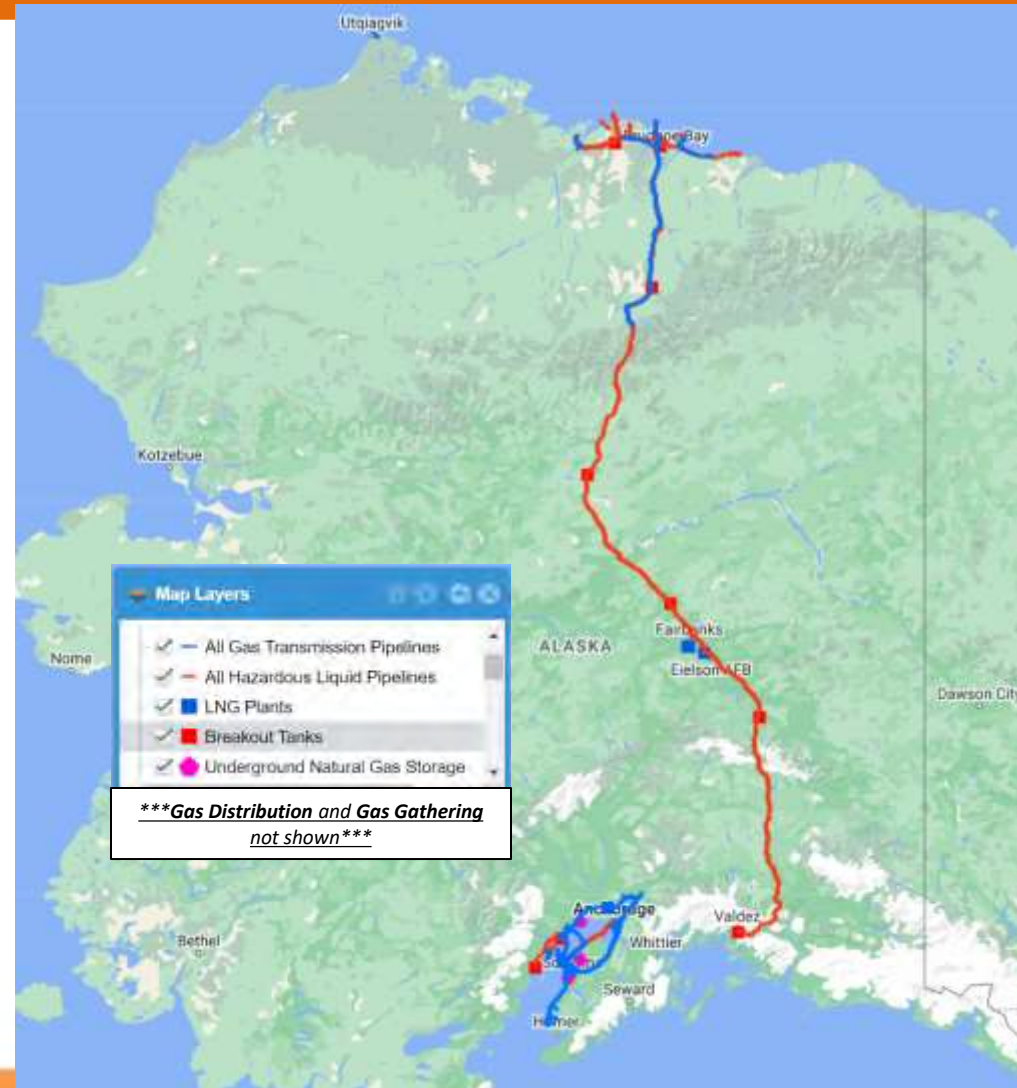 Utqiagvik
Prudhoe Bay
Kotzebue
Map Layers
All Gas Transmission Pipelines
All Hazardous Liquid Pipelines
LNG Plants
Breakout Tanks
Underground Natural Gas Storage
***Gas Distribution and Gas Gathering
not shown***
Nome
ALASKA
Fairbanks
Eielson AFB
Dawson City
Anchorage
Valdez
Whittier
Bethel
Seward
Homer